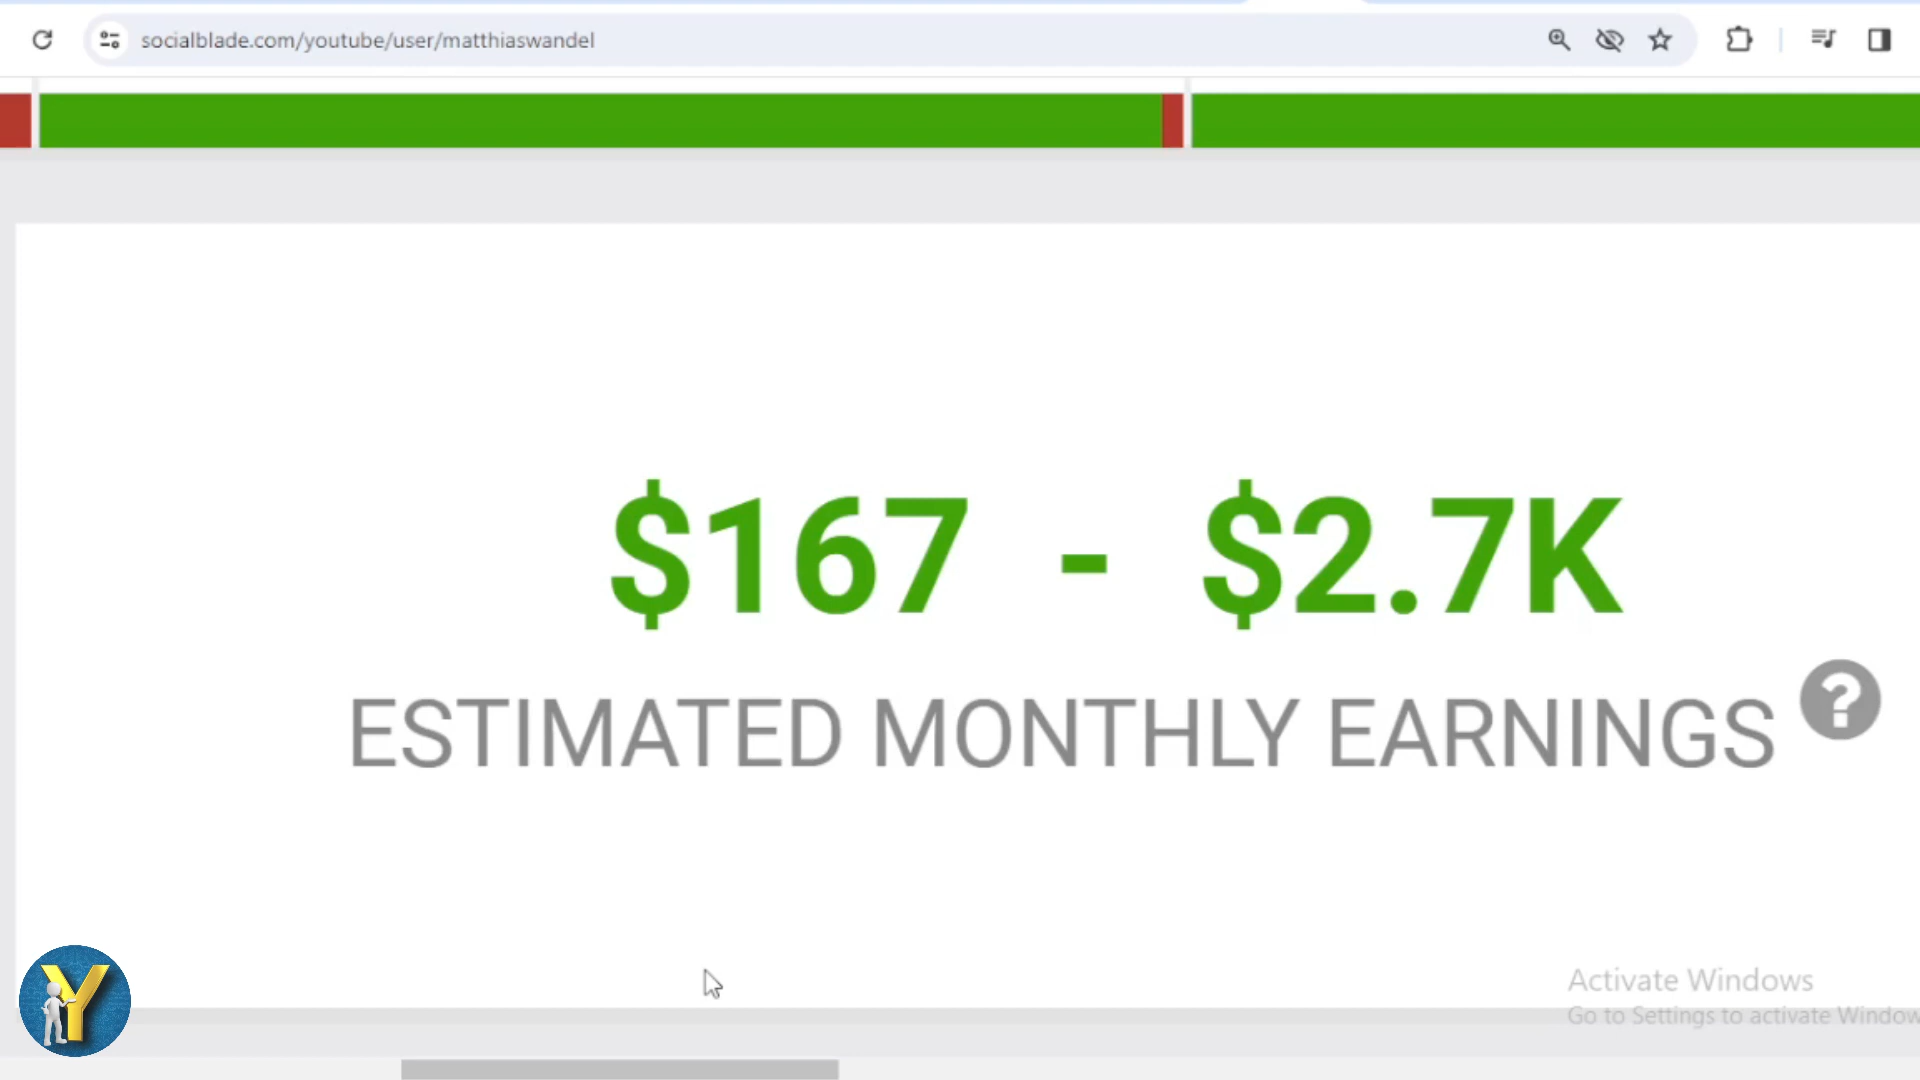 socialblade.com/youtube/user/matthiaswandel
$167 - $2.7K
ESTIMATED MONTHLY EARNINGS ?
Y
Activate Windows
Go to Settings to activate Window